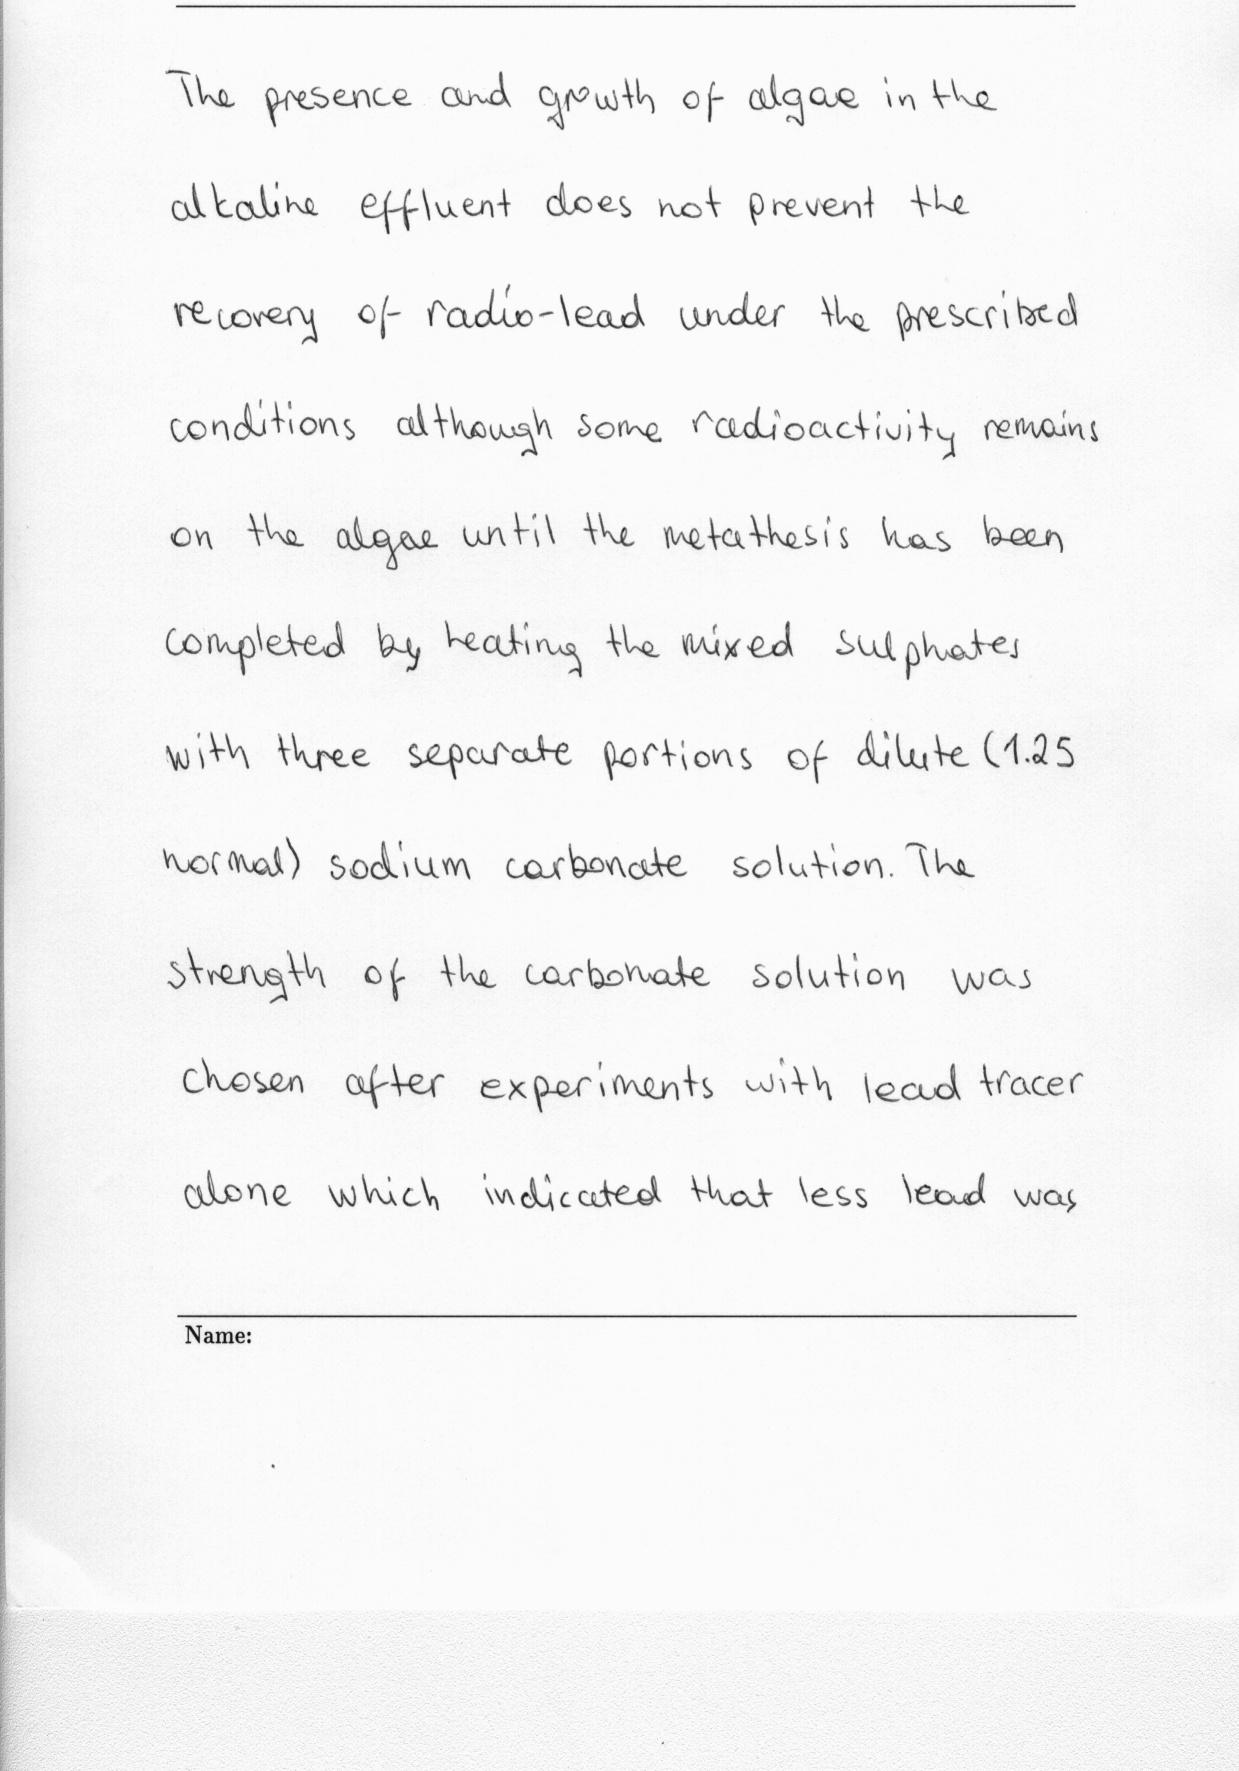 The presence and growth of algae in the
alkaline effluent does not prevent the
recovery of radio-lead under the prescribed
conditions although some radioactivity remains
on the algae until the metathesis has been
completed by heating the mixed sulphates
with three separate portions of dilute (1.25
normal) sodium carbonate solution. The
strength of the carbonate solution was
chosen after experiments with lead tracer
alone which indicated that less lead was
Name: